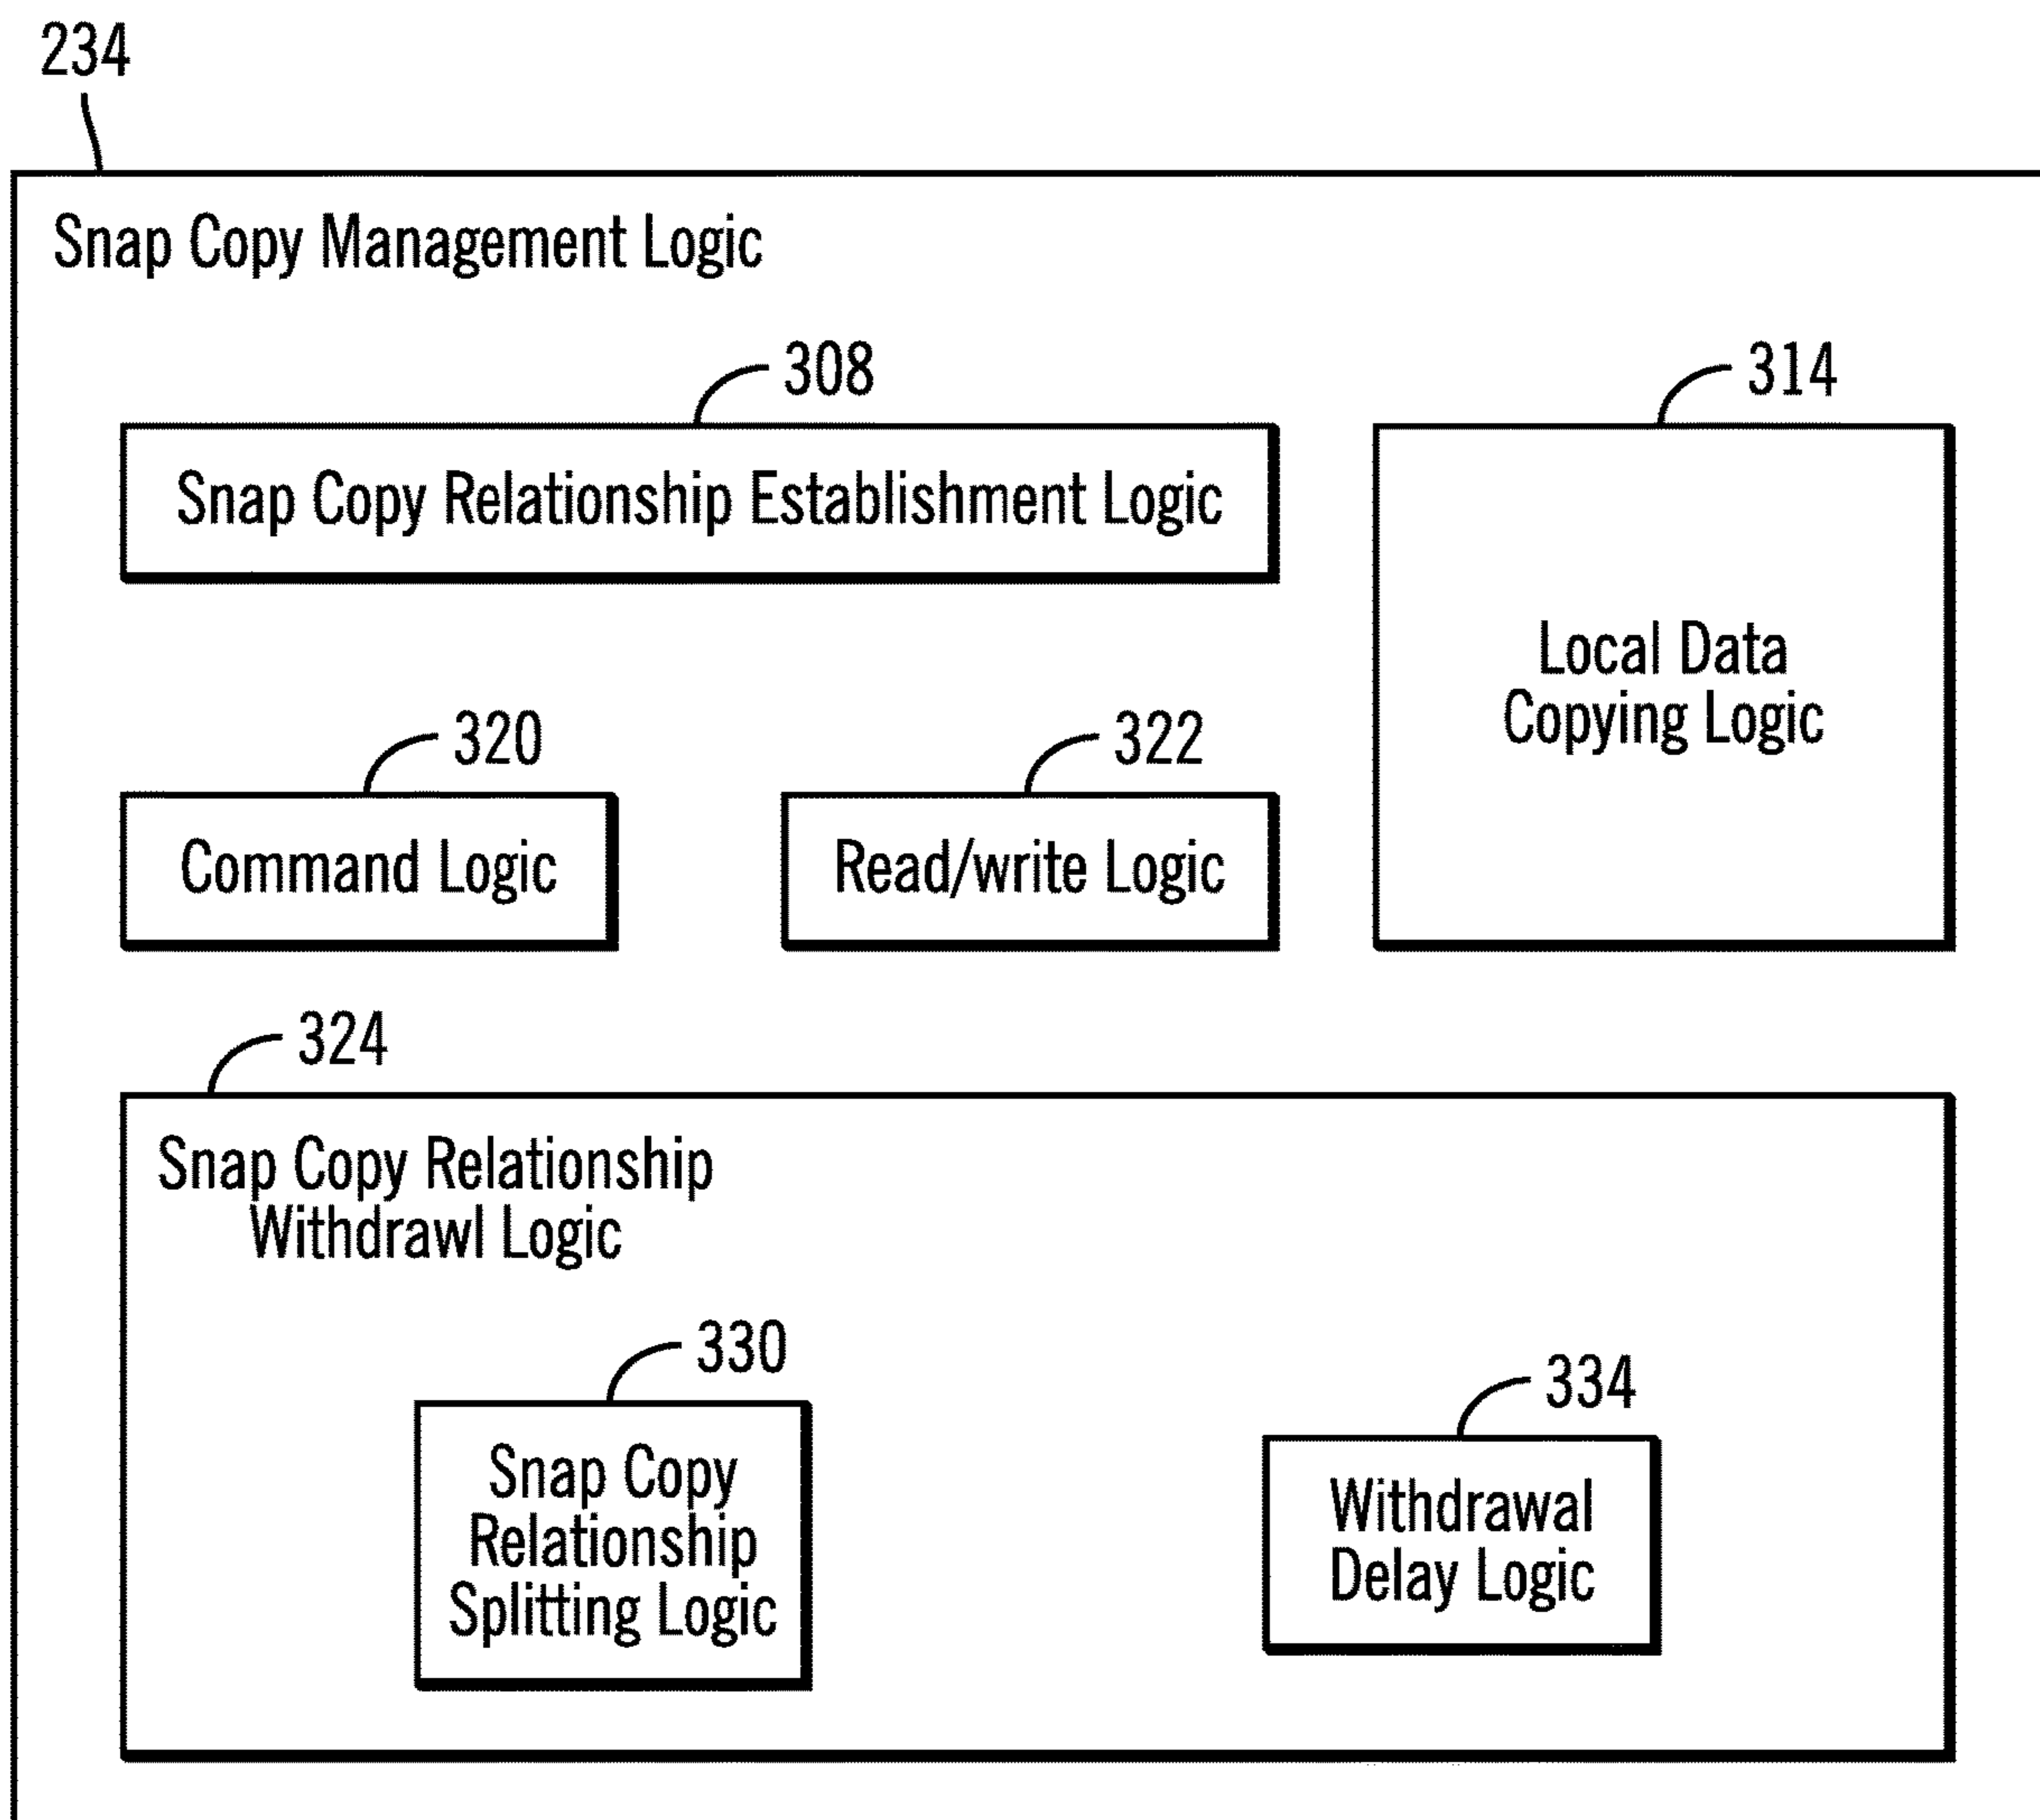 234
Snap Copy Management Logic
308
314
Snap Copy Relationship Establishment Logic
Local Data
Copying Logic
320
322
Command Logic
Read/write Logic
324
Snap Copy Relationship
Withdrawl Logic
330
334
Snap Copy
Relationship
Splitting Logic
Withdrawal
Delay Logic